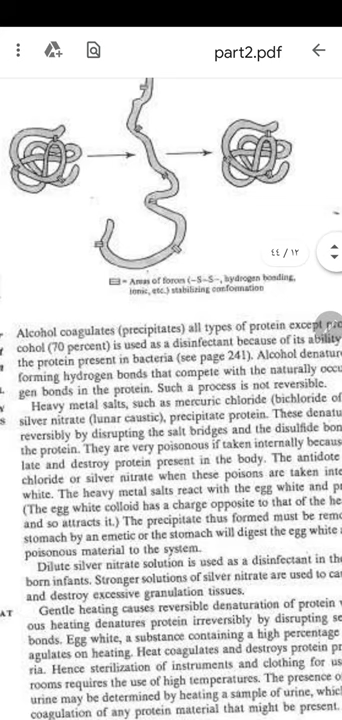 part2.pdf
٤٤ / ١٢
= Areas of forces (–S–S–, hydrogen bonding,
ionic, etc.) stabilizing conformation
Alcohol coagulates (precipitates) all types of protein except
cohol (70 percent) is used as a disinfectant because of its ability
the protein present in bacteria (see page 241). Alcohol
forming hydrogen bonds that compete with the naturally
gen bonds in the protein. Such a process is not reversible.
Heavy metal salts, such as mercuric chloride (bichloride of
silver nitrate (lunar caustic), precipitate protein. These denatu
reversibly by disrupting the salt bridges and the disulfide bon
the protein. They are very poisonous if taken internally becaus
late and destroy protein present in the body. The antidote
chloride or silver nitrate when these poisons are taken inte
white. The heavy metal salts react with the egg white and
(The egg white colloid has a charge opposite to that of the he
and so attracts it.) The precipitate thus formed must be
stomach by an emetic or the stomach will digest the egg white
poisonous material to the system.
Dilute silver nitrate solution is used as a disinfectant in the
born infants. Stronger solutions of silver nitrate are used to
and destroy excessive granulation tissues.
AT
Gentle heating causes reversible denaturation of protein
ous heating denatures protein irreversibly by disrupting
bonds. Egg white, a substance containing a high percentage
agulates on heating. Heat coagulates and destroys protein
ria. Hence sterilization of instruments and clothing for
rooms requires the use of high temperatures. The presence
urine may be determined by heating a sample of urine,
coagulation of any protein material that might be present.